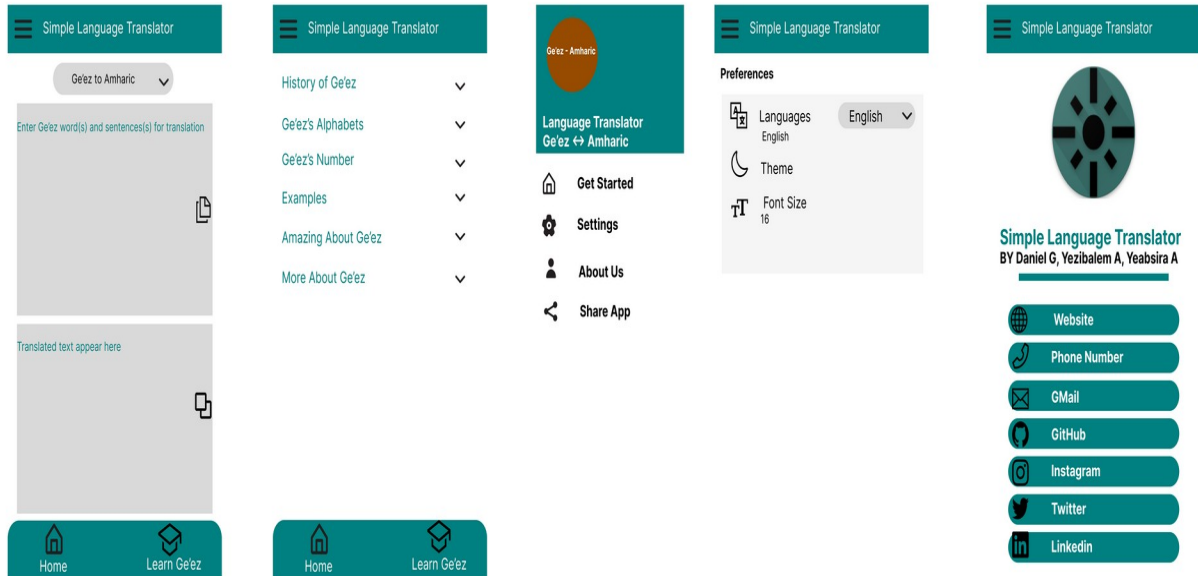 Simple Language Translator
Ge'ez to Amharic
Enter Ge'ez word(s) and sentences(s) for translation
Translated text appear here
Home
Learn Ge'ez
Simple Language Translator
History of Ge'ez
Ge'ez's Alphabets
Ge'ez's Number
Examples
Amazing About Ge'ez
More About Ge'ez
Home
Learn Ge'ez
Ge'ez - Amharic
Language Translator
Ge'ez ↔ Amharic
Get Started
Settings
About Us
Share App
Simple Language Translator
Preferences
Languages English
English
Theme
Font Size
16
Simple Language Translator
Simple Language Translator
BY Daniel G, Yezibalem A, Yeabsira A
Website
Phone Number
GMail
GitHub
Instagram
Twitter
Linkedin